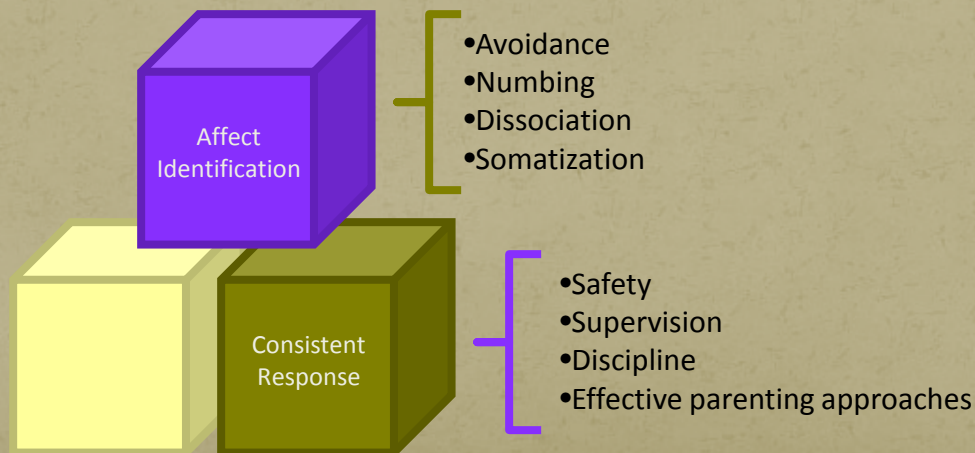 Affect
Identification
•Avoidance
•Numbing
•Dissociation
•Somatization
Consistent
Response
•Safety
•Supervision
•Discipline
•Effective parenting approaches